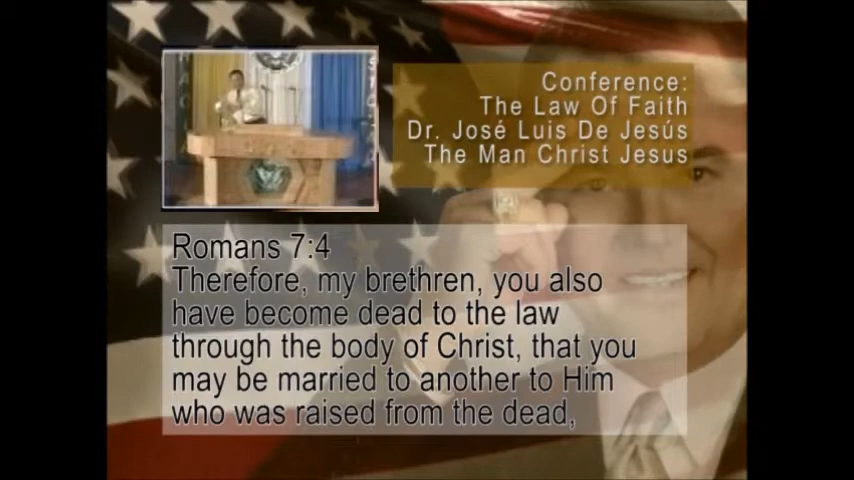 Conference:
The Law Of Faith
Dr. José Luis De Jesús
The Man Christ Jesus
Romans 7:4
Therefore, my brethren, you also
have become dead to the law
through the body of Christ, that you
may be married to another to Him
who was raised from the dead,